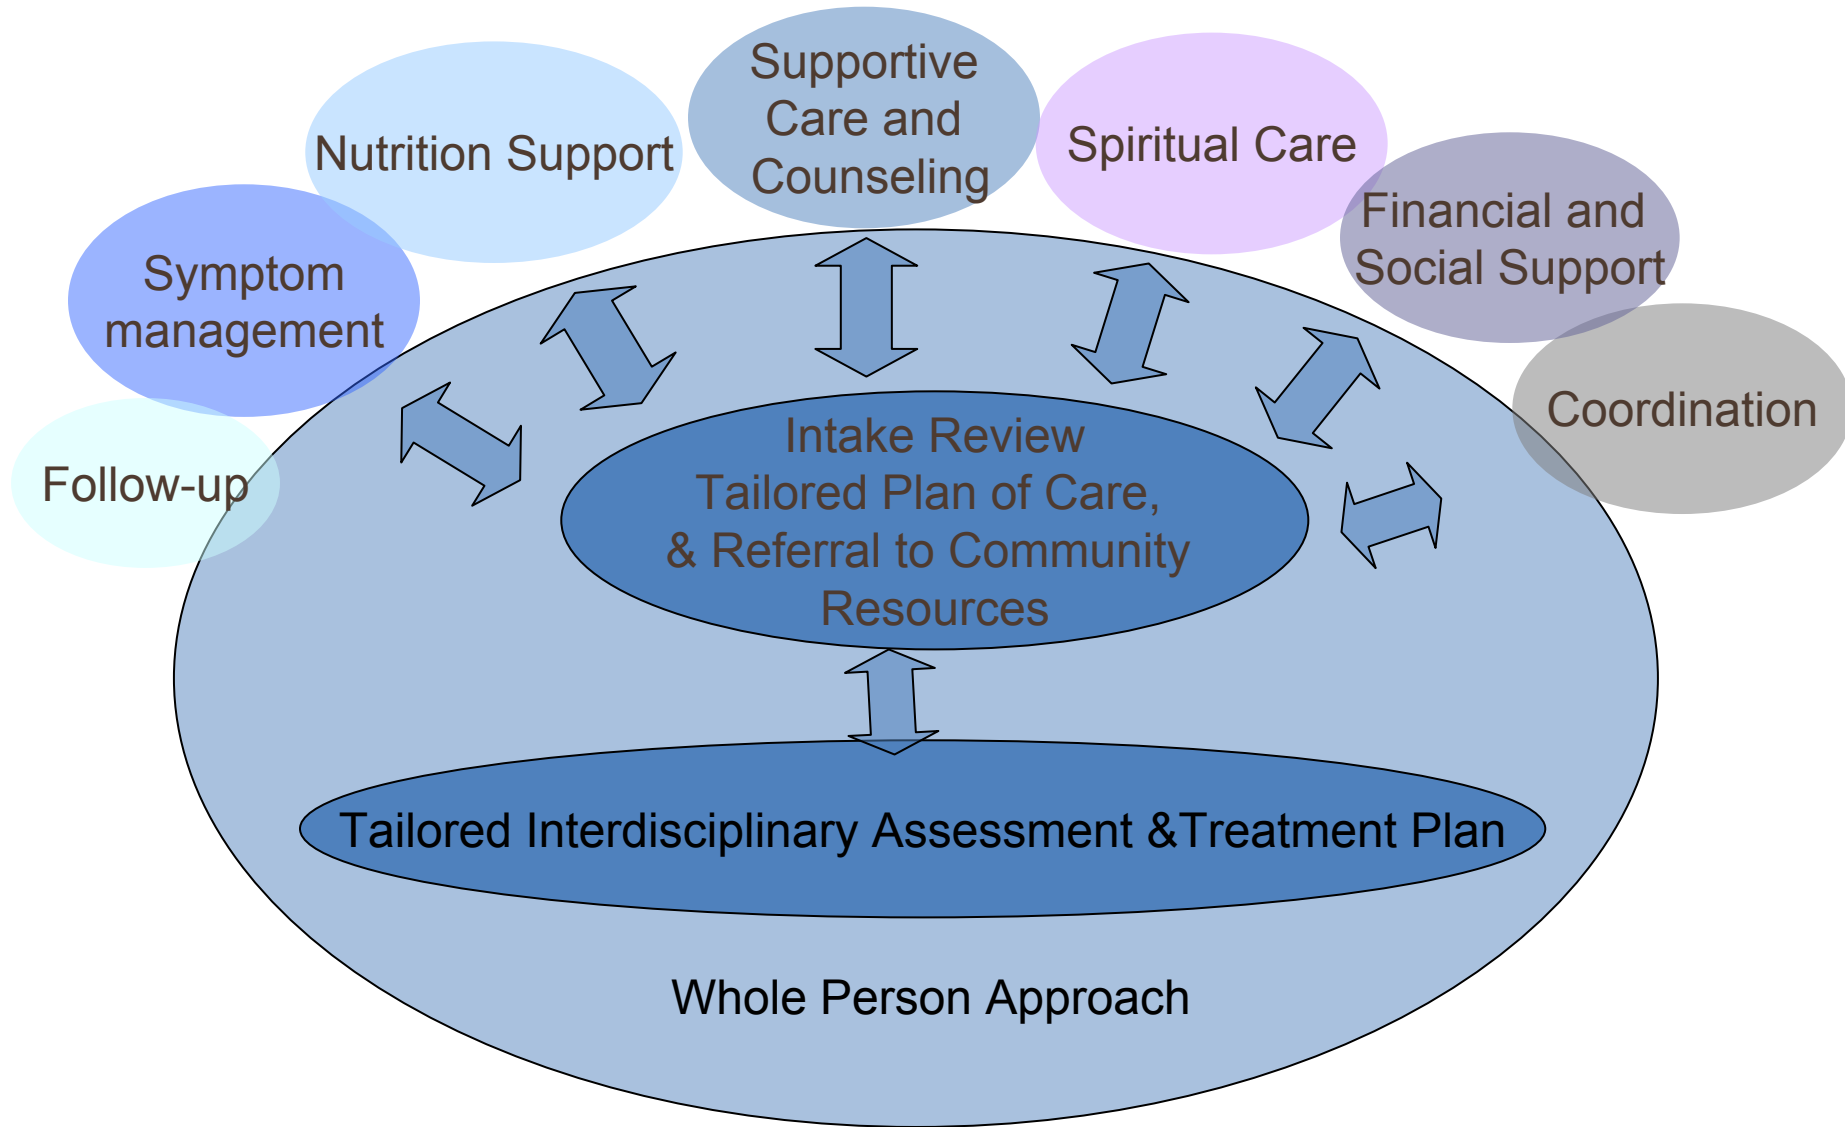 Supportive
Care and
Counseling
Nutrition Support
Spiritual Care
Financial and
Social Support
Symptom
management
Coordination
Follow-up
Intake Review
Tailored Plan of Care,
& Referral to Community
Resources
Tailored Interdisciplinary Assessment &Treatment Plan
Whole Person Approach